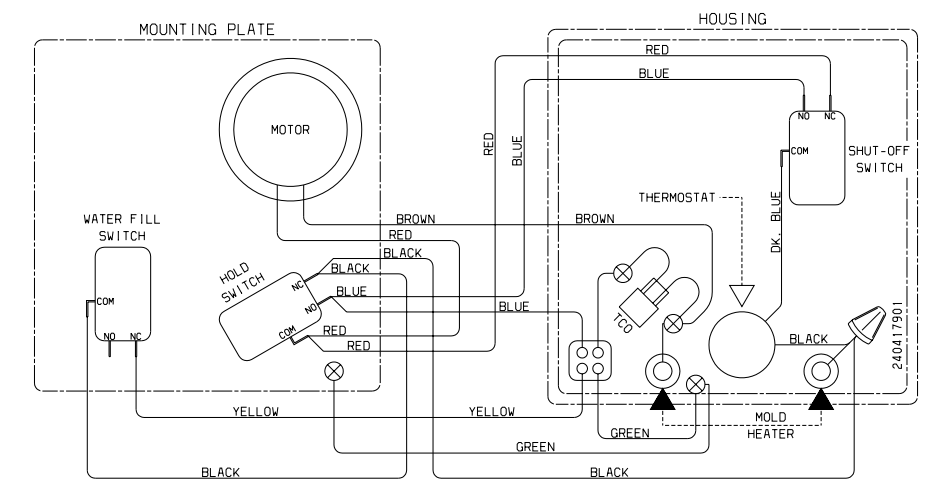 MOUNTING PLATE
HOUSING
RED
BLUE
MOTOR
RED
BLUE
NO
NC
COM
SHUT-OFF
SWITCH
THERMOSTAT
DK. BLUE
WATER FILL
SWITCH
BROWN
BROWN
RED
BLACK
BLACK
HOLD
SWITCH
NC
NO
COM
BLUE
BLUE
RED
RED
COM
NO
NC
TCO
BLACK
240417901
YELLOW
YELLOW
MOLD
HEATER
GREEN
GREEN
BLACK
BLACK